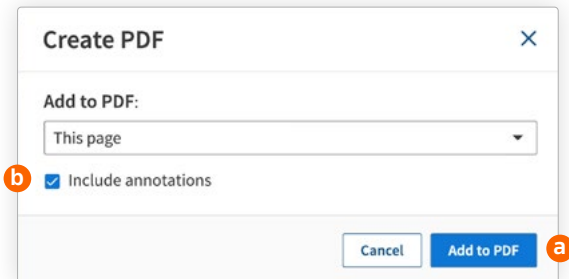 Create PDF
Add to PDF:
This page
b Include annotations
Cancel Add to PDF a